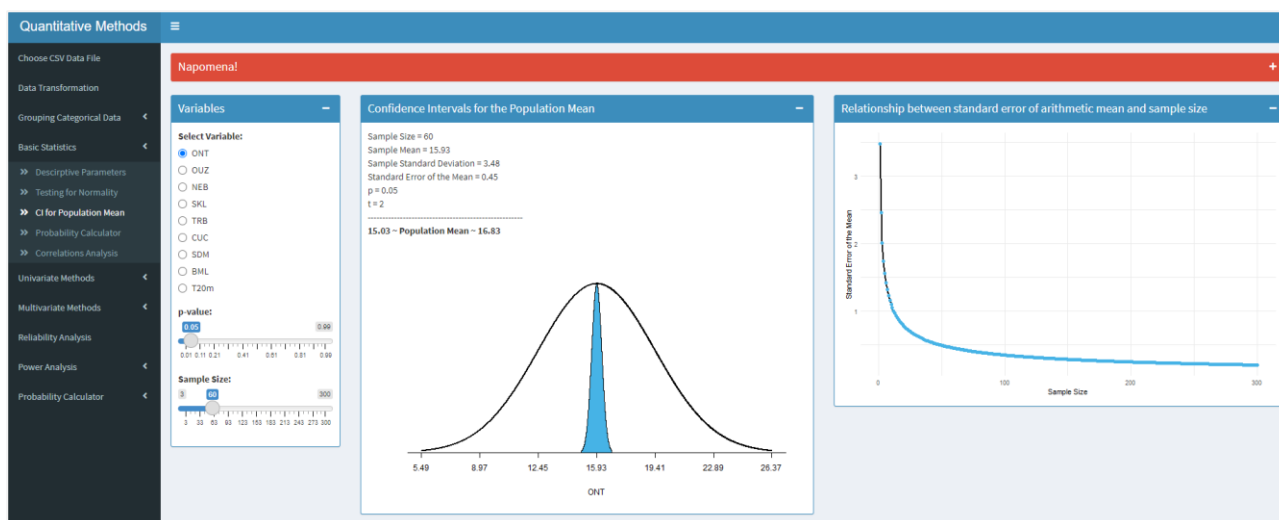 Quantitative Methods
Choose CSV Data File
Data Transformation
Grouping Categorical Data
Basic Statistics
Descirptive Parameters
Testing for Normality
CI for Population Mean
Probability Calculator
Correlations Analysis
Univariate Methods
Multivariate Methods
Reliability Analysis
Power Analysis
Probability Calculator
Napomena!
Variables
Select Variable:
ONT
OUZ
NEB
SKL
TRB
CUC
SDM
BML
T20m
p-value:
0.05 0.99
0.01 0.11 0.21 0.41 0.61 0.81 0.99
Sample Size:
3 60 300
3 33 63 93 123 153 183 213 243 273 300
Confidence Intervals for the Population Mean
Sample Size = 60
Sample Mean = 15.93
Sample Standard Deviation = 3.48
Standard Error of the Mean = 0.45
p = 0.05
t = 2
15.03 ~ Population Mean ~ 16.83
5.49 8.97 12.45 15.93 19.41 22.89 26.37
ONT
Relationship between standard error of arithmetic mean and sample size
Standard Error of the Mean
3
2
1
0 100 200 300
Sample Size